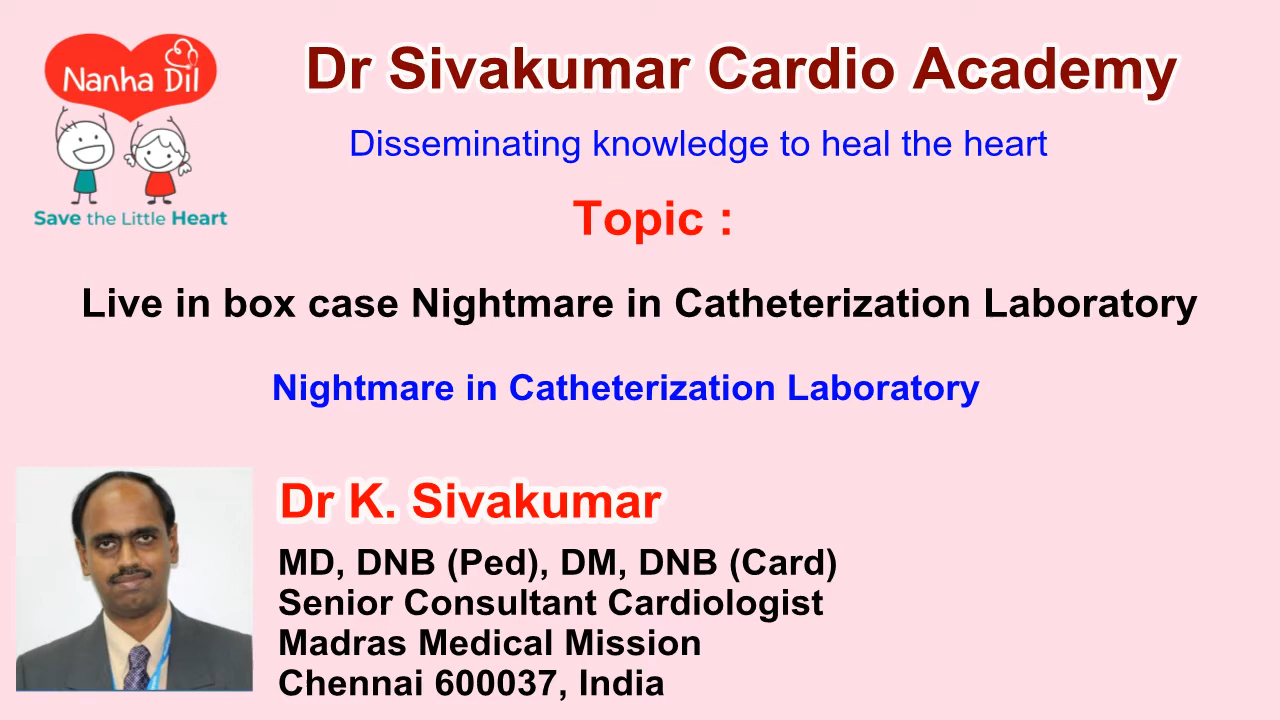 Nanha Dil
Save the Little Heart
Dr Sivakumar Cardio Academy
Disseminating knowledge to heal the heart
Topic :
Live in box case Nightmare in Catheterization Laboratory
Nightmare in Catheterization Laboratory
Dr K. Sivakumar
MD, DNB (Ped), DM, DNB (Card)
Senior Consultant Cardiologist
Madras Medical Mission
Chennai 600037, India